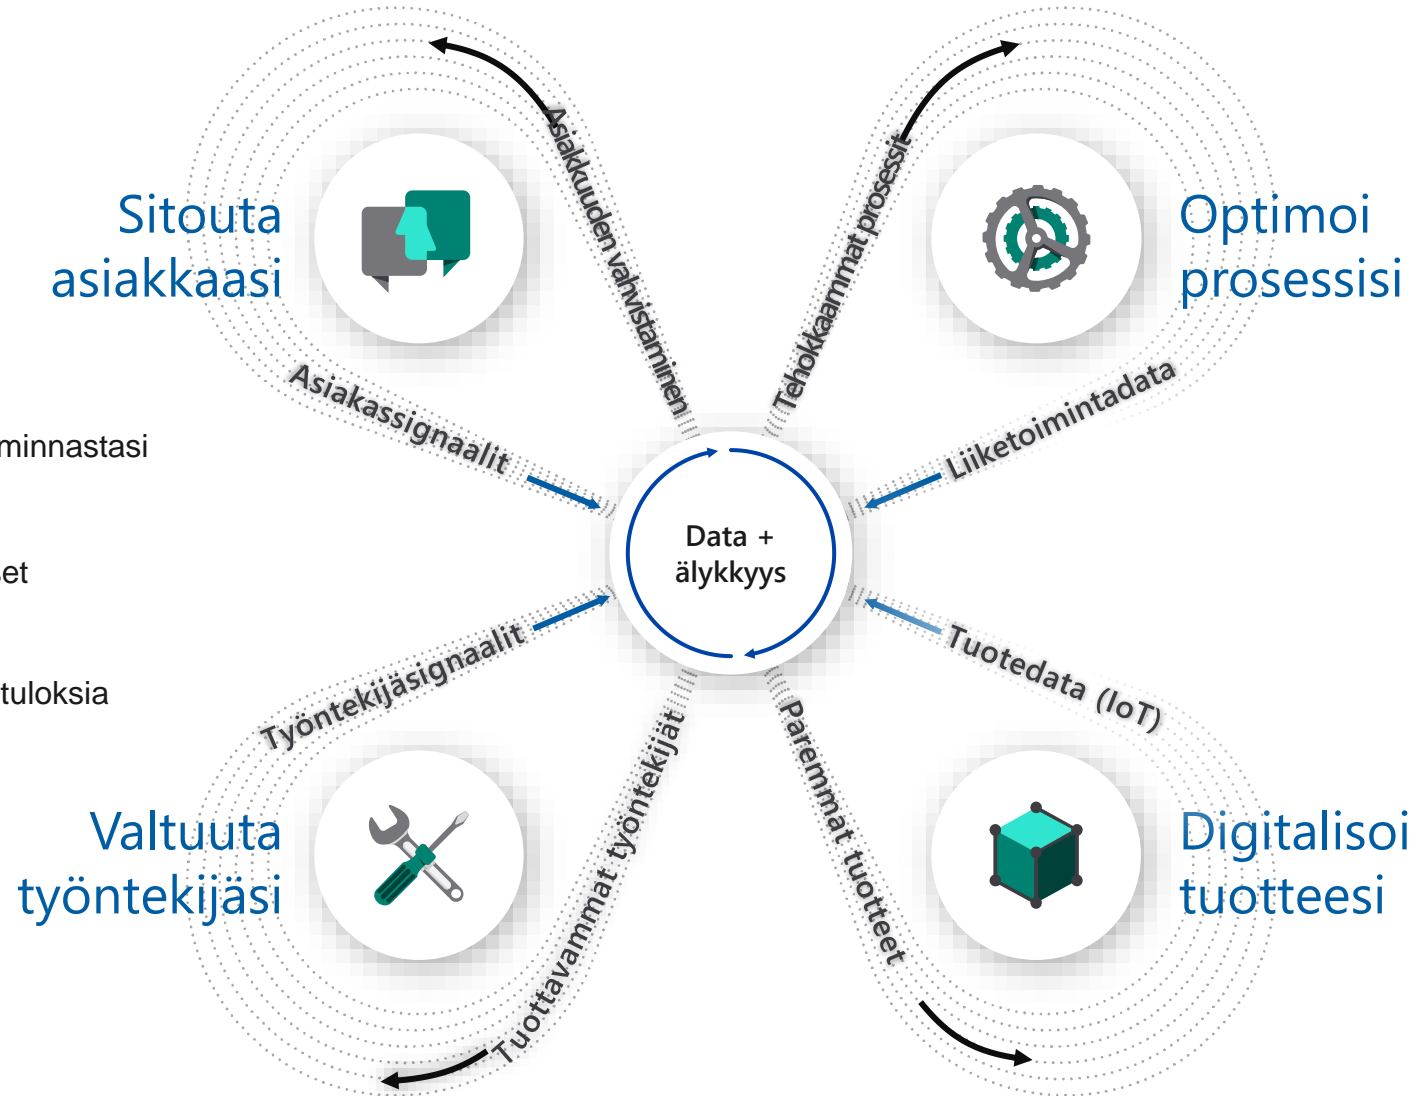 Sitouta
asiakkaasi
Asiakkuuden vahvistaminen
Tehokkaammat prosessit
Optimoi
prosessisi
Asiakassignaalit
Liiketoimintadata
minnastasi
Data +
älykkyys
set
Työntekijäsignaalit
Tuotedata (IoT)
tuloksia
Tuottavammat työntekijät
Paremmat tuotteet
Valtuuta
työntekijäsi
Digitalisoi
tuotteesi